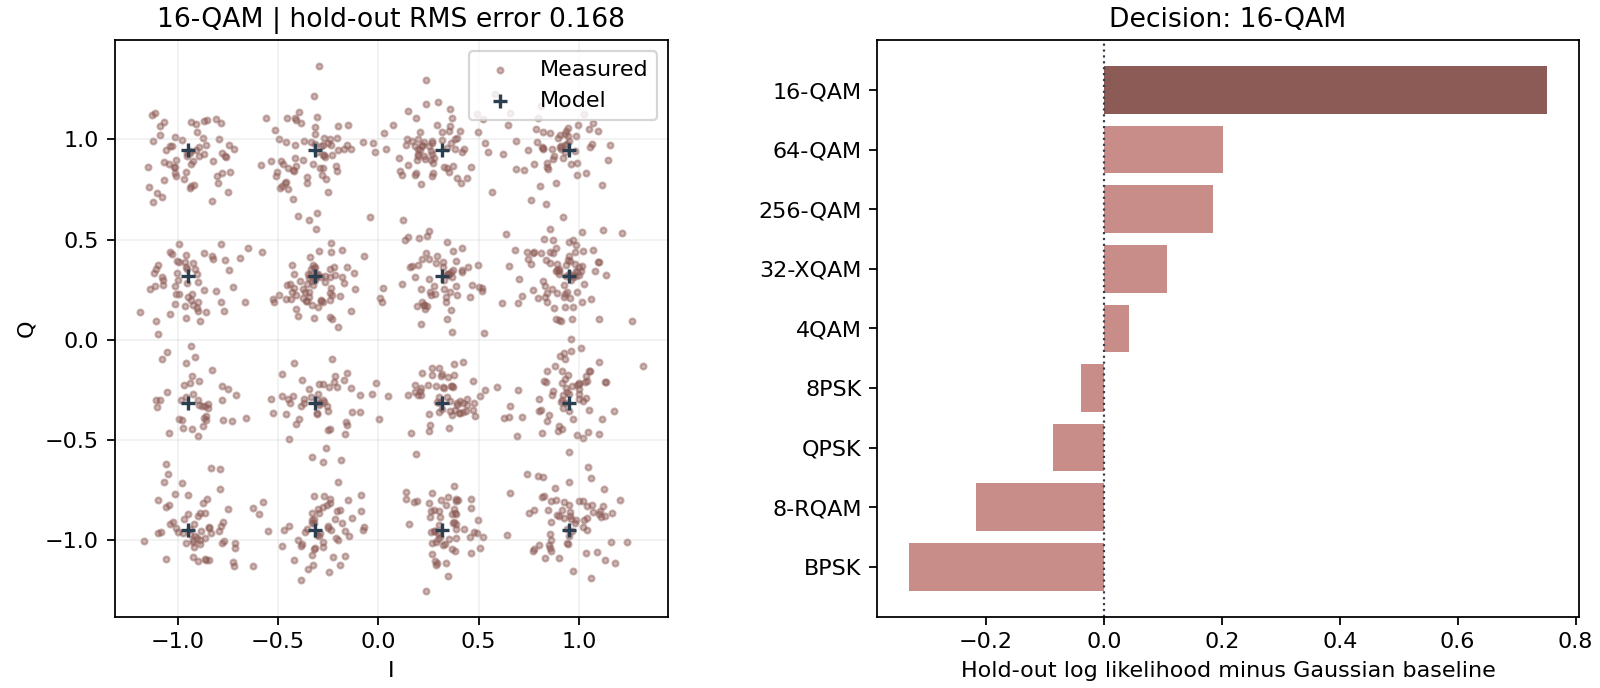 16-QAM | hold-out RMS error 0.168
Measured
Model
1.0
0.5
0.0
−0.5
−1.0
Q
−1.0
−0.5
0.0
0.5
1.0
I
Decision: 16-QAM
16-QAM
64-QAM
256-QAM
32-XQAM
4QAM
8PSK
QPSK
8-RQAM
BPSK
−0.2
0.0
0.2
0.4
0.6
0.8
Hold-out log likelihood minus Gaussian baseline